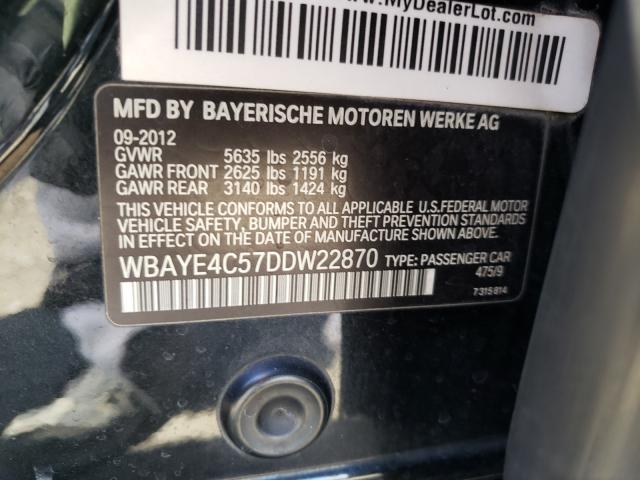 www.MyDealerLot.com
MFD BY BAYERISCHE MOTOREN WERKE AG
09-2012
GVWR 5635 lbs 2556 kg
GAWR FRONT 2625 lbs 1191 kg
GAWR REAR 3140 lbs 1424 kg
THIS VEHICLE CONFORMS TO ALL APPLICABLE U.S. FEDERAL MOTOR
VEHICLE SAFETY, BUMPER AND THEFT PREVENTION STANDARDS
IN EFFECT ON THE DATE OF MANUFACTURE SHOWN ABOVE.
WBAYE4C57DDW22870 TYPE: PASSENGER CAR
475/9
7 315 814